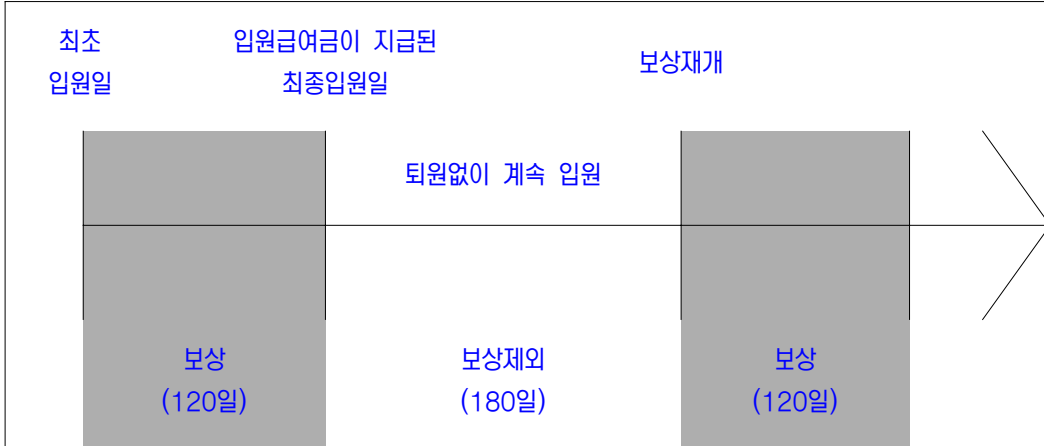 최초
입원일
입원급여금이 지급된
최종입원일
보상재개
퇴원없이 계속 입원
보상
(120일)
보상제외
(180일)
보상
(120일)